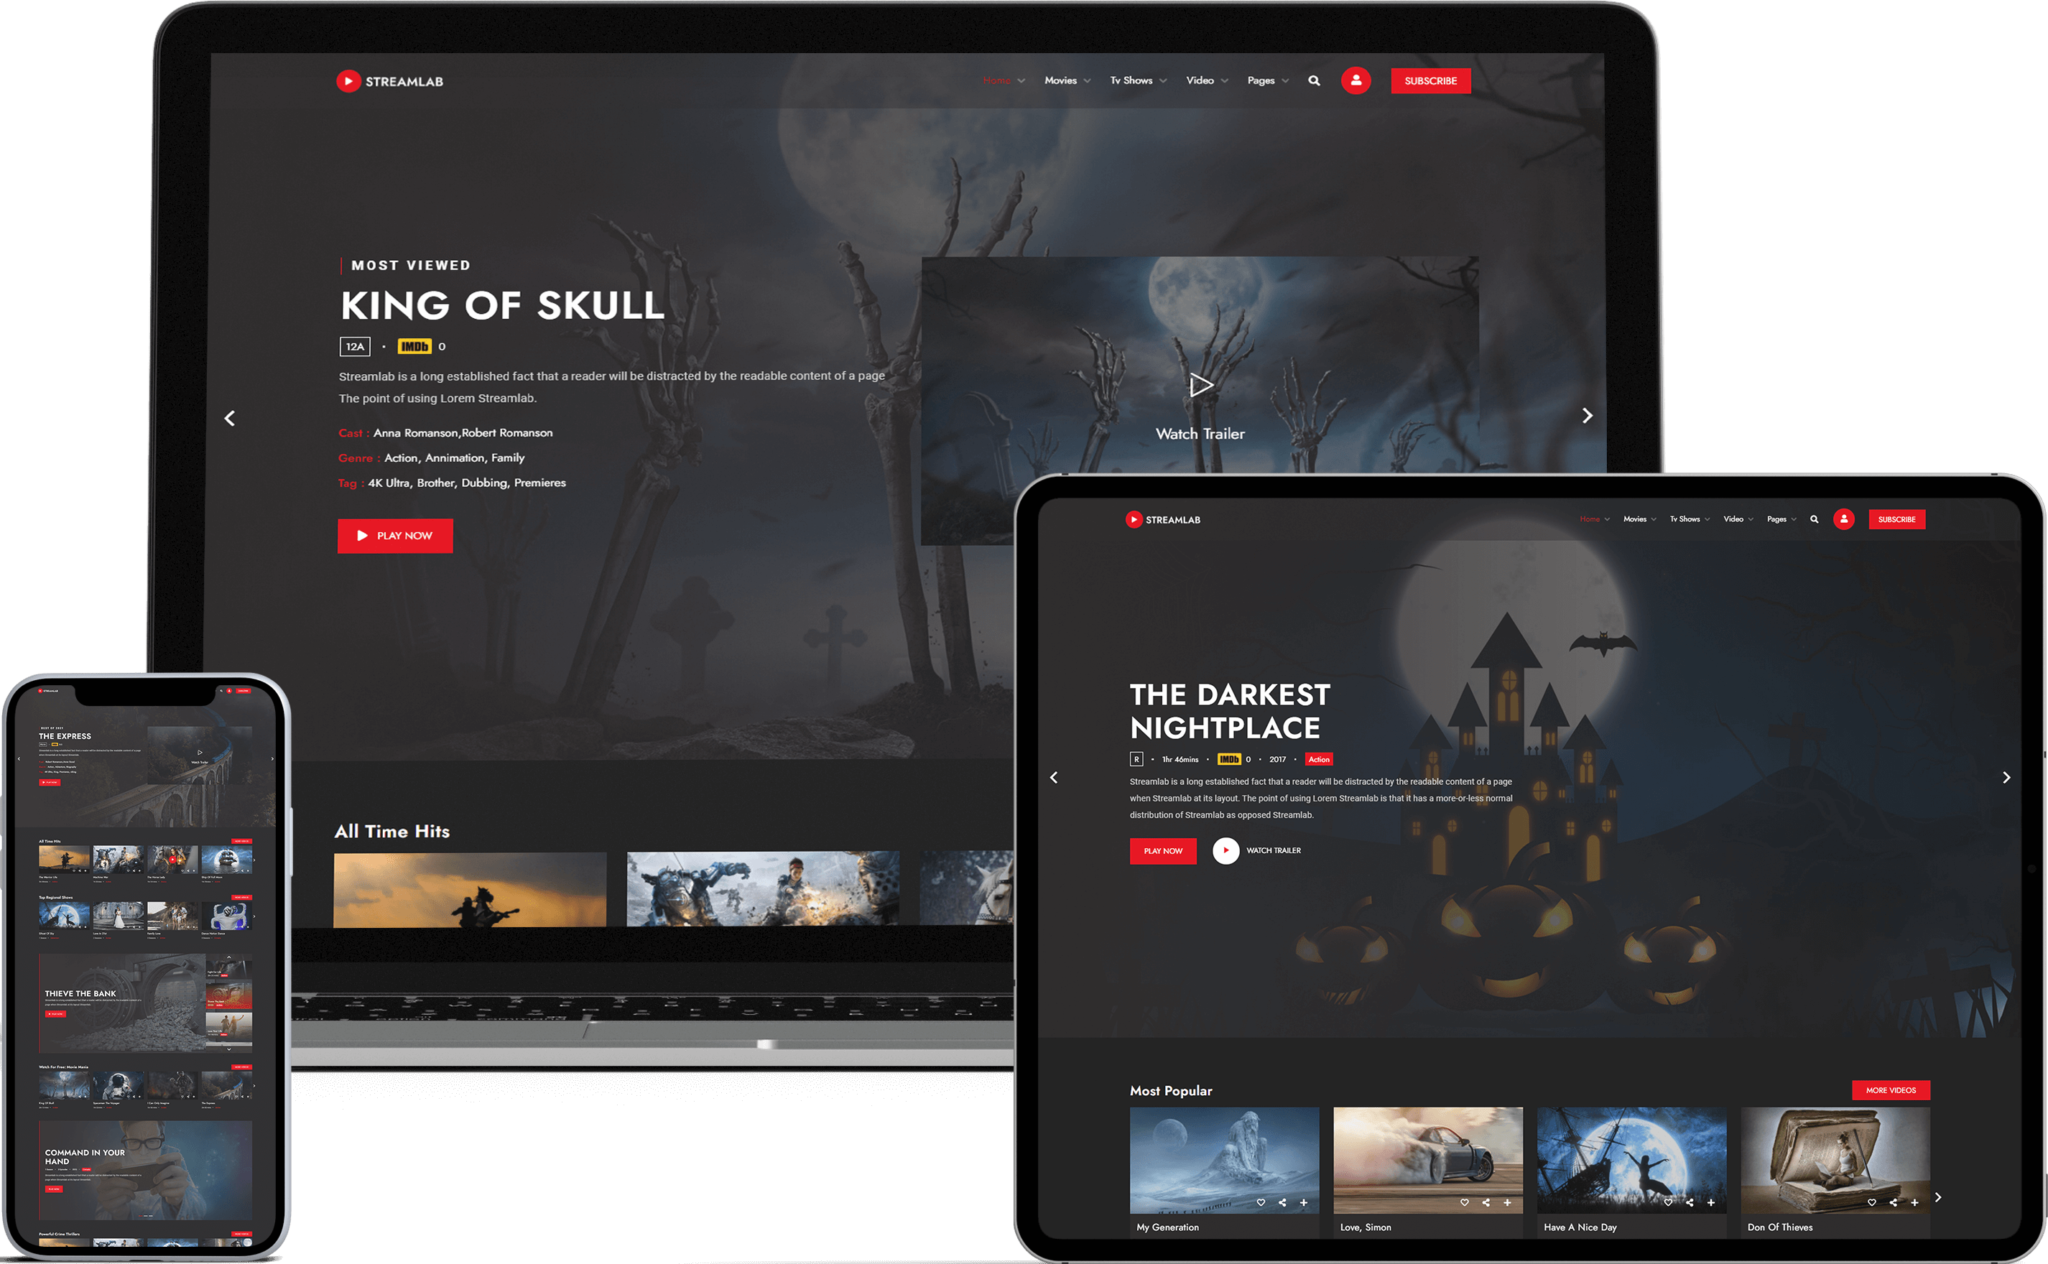 STREAMLAB
Home Movies Tv Shows Video Pages SUBSCRIBE
MOST VIEWED
KING OF SKULL
12A • IMDb 0
Streamlab is a long established fact that a reader will be distracted by the readable content of a page
The point of using Lorem Streamlab.
Cast : Anna Romanson,Robert Romanson
Genre : Action, Annimation, Family
Tag : 4K Ultra, Brother, Dubbing, Premieres
PLAY NOW
Watch Trailer
All Time Hits
STREAMLAB
Home Movies Tv Shows Video Pages SUBSCRIBE
THE DARKEST
NIGHTPLACE
R • 1hr 46mins • IMDb 0 • 2017 • Action
Streamlab is a long established fact that a reader will be distracted by the readable content of a page
when Streamlab at its layout. The point of using Lorem Streamlab is that it has a more-or-less normal
distribution of Streamlab as opposed Streamlab.
PLAY NOW WATCH TRAILER
Most Popular MORE VIDEOS
My Generation Love, Simon Have A Nice Day Don Of Thieves
STREAMLAB
THE EXPRESS
Watch Trailer
All Time Hits
Top Regional Shows
THIEVE THE BANK
Watch For Free: Movie Mania
COMMAND IN YOUR
HAND
Powerful Crime Thrillers